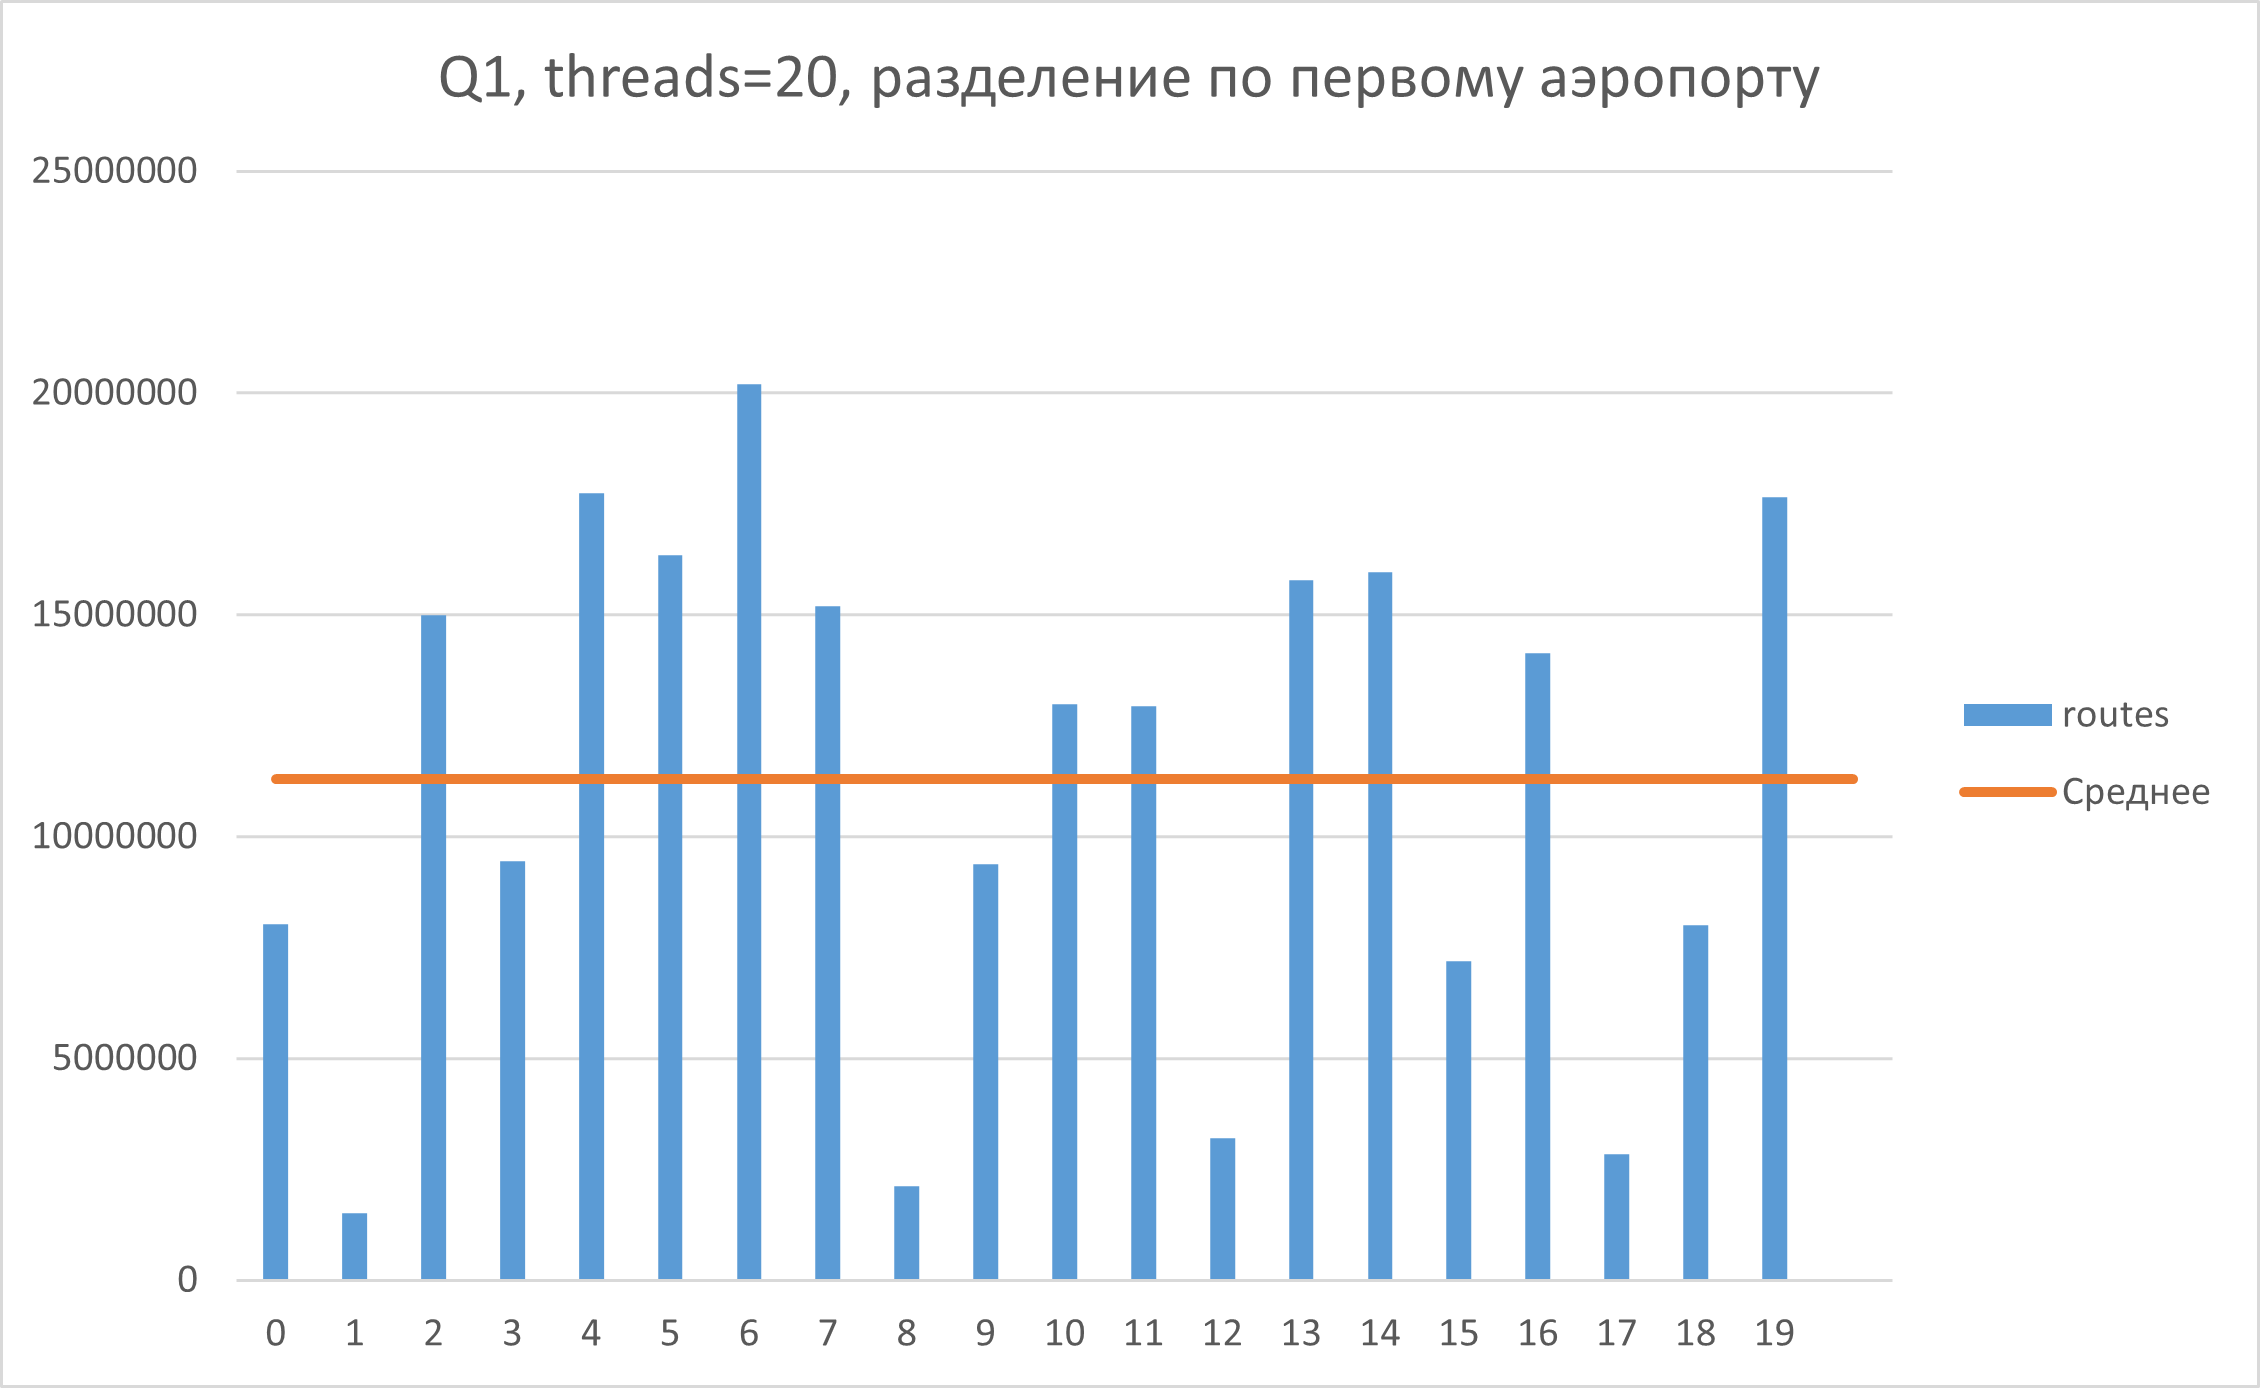 Q1, threads=20, разделение по первому аэропорту
25000000
20000000
15000000
10000000
5000000
0
0 1 2 3 4 5 6 7 8 9 10 11 12 13 14 15 16 17 18 19
routes
Среднее